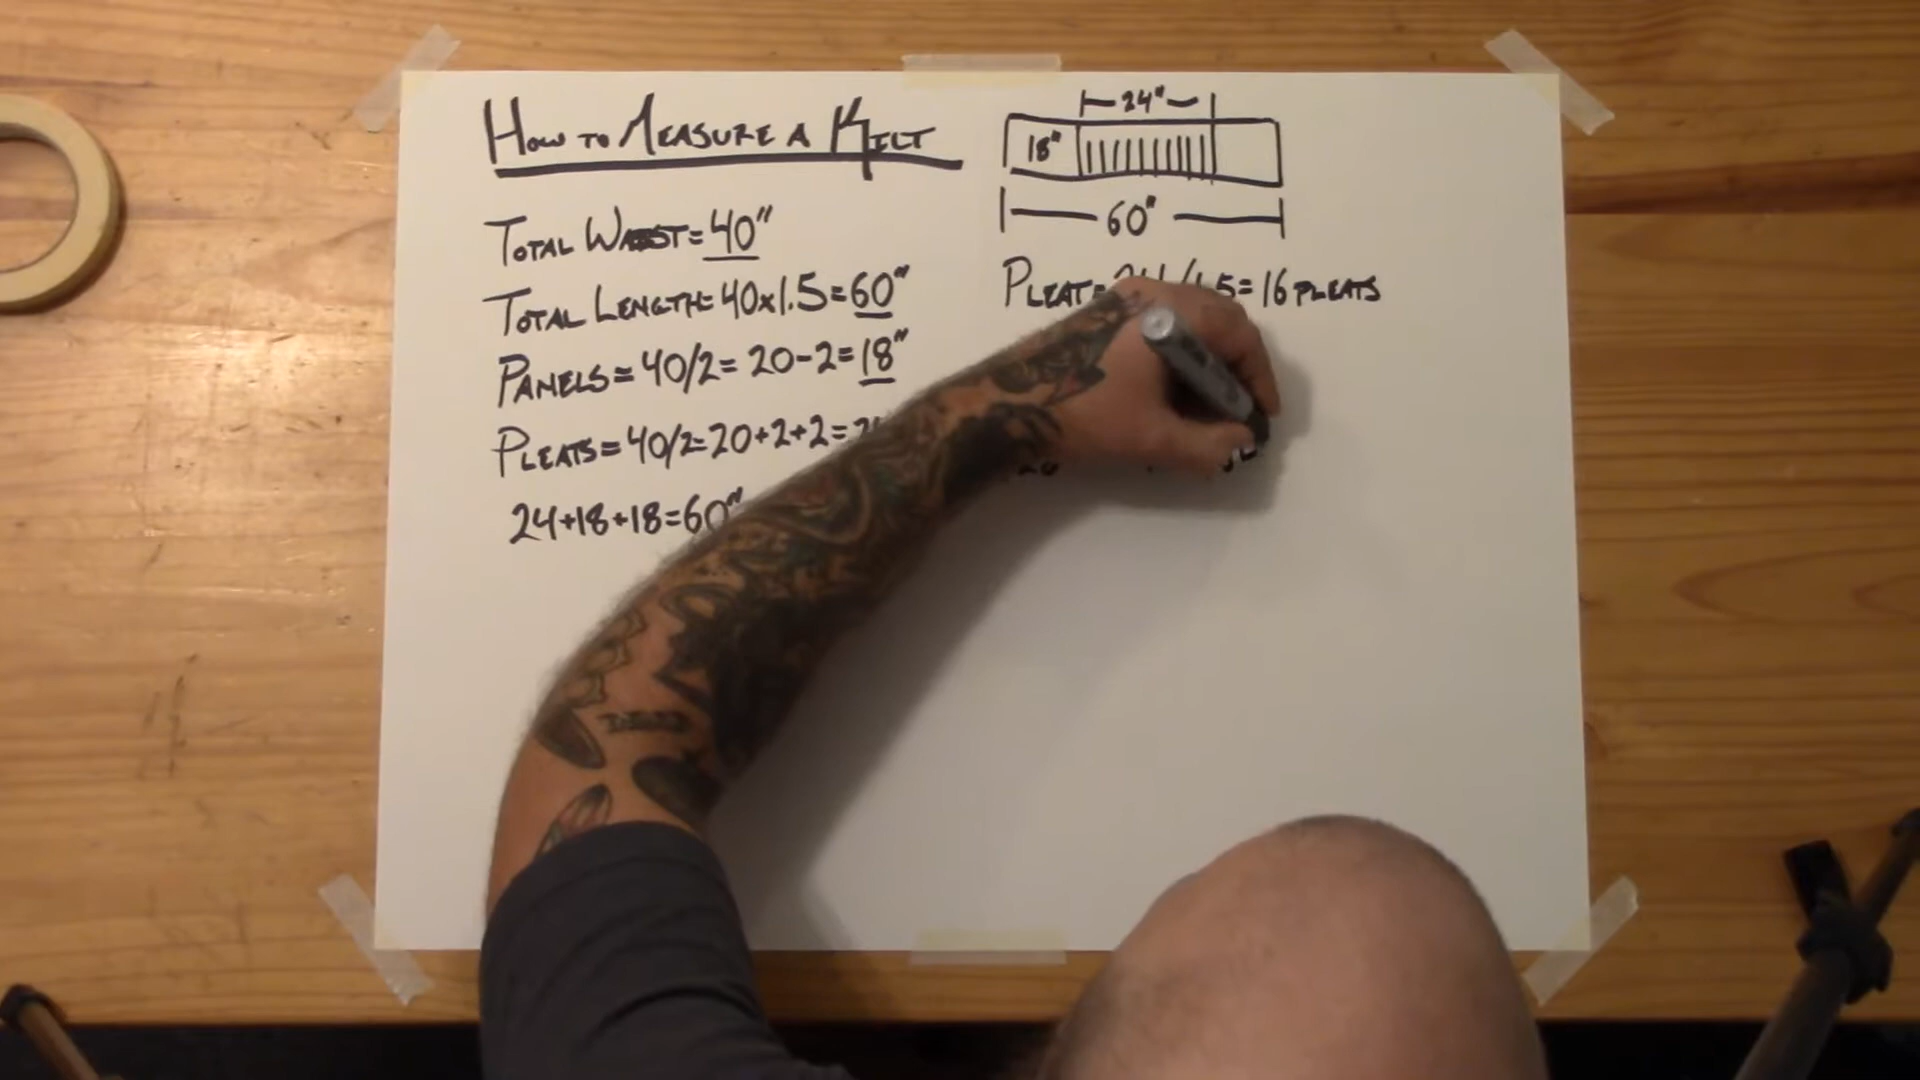 How to Measure a Kilt
Total Waist = 40"
Total Length = 40x1.5 = 60"
Panels = 40/2 = 20-2 = 18"
Pleats = 40/2 = 20+2+2 =
24+18+18=60"
24"
18"
60"
Pleat = = 16 pleats